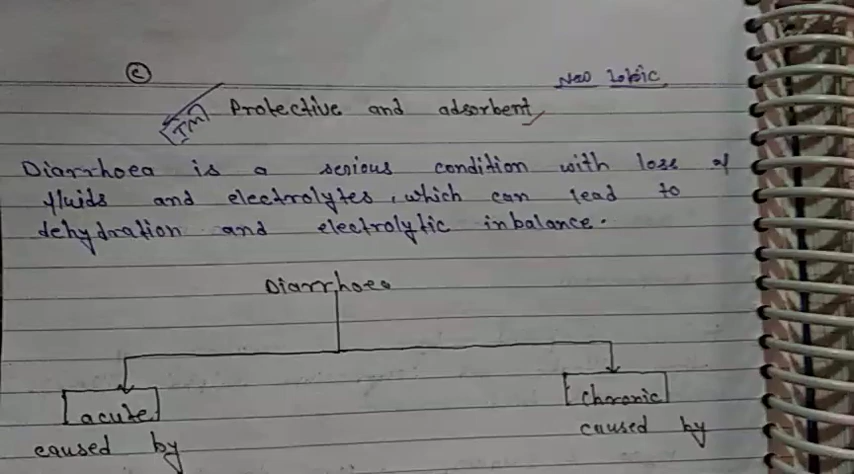 C
New Topic
IMP Protective and adsorbent
Diarrhoea is a serious condition with loss of
fluids and electrolytes, which can lead to
dehydration and electrolytic inbalance.
Diarrhoea
acute
chronic
caused by
caused by